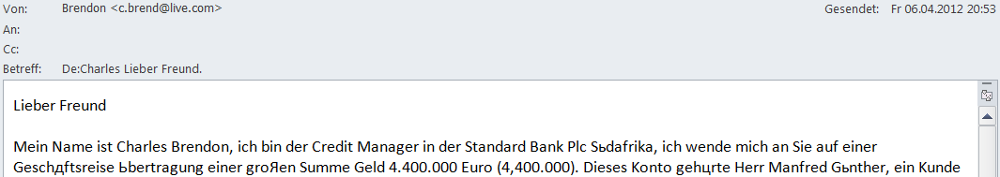 Von: Brendon <c.brend@live.com> Gesendet: Fr 06.04.2012 20:53
An:
Cc:
Betreff: De:Charles Lieber Freund.
Lieber Freund
Mein Name ist Charles Brendon, ich bin der Credit Manager in der Standard Bank Plc Sьdafrika, ich wende mich an Sie auf einer
Geschдftsreise Ьbertragung einer groЯen Summe Geld 4.400.000 Euro (4,400.000). Dieses Konto gehцrte Herr Manfred Gьnther, ein Kunde